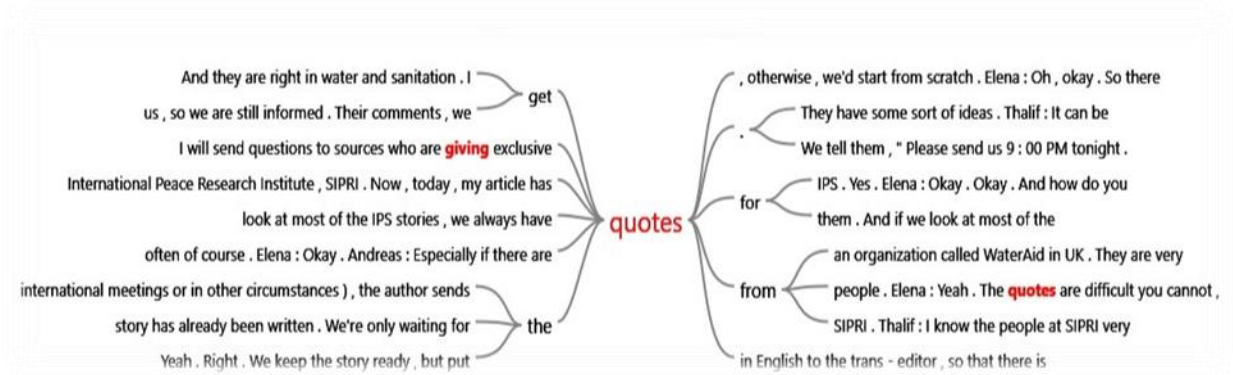 And they are right in water and sanitation . I
us , so we are still informed . Their comments , we
get
I will send questions to sources who are giving exclusive
International Peace Research Institute , SIPRI . Now , today , my article has
look at most of the IPS stories , we always have
often of course . Elena : Okay . Andreas : Especially if there are
international meetings or in other circumstances ) , the author sends
story has already been written . We're only waiting for
Yeah . Right . We keep the story ready , but put
the
quotes
, otherwise , we'd start from scratch . Elena : Oh , okay . So there
.
They have some sort of ideas . Thalif : It can be
We tell them , " Please send us 9 : 00 PM tonight .
for
IPS . Yes . Elena : Okay . Okay . And how do you
them . And if we look at most of the
from
an organization called WaterAid in UK . They are very
people . Elena : Yeah . The quotes are difficult you cannot ,
SIPRI . Thalif : I know the people at SIPRI very
in English to the trans - editor , so that there is